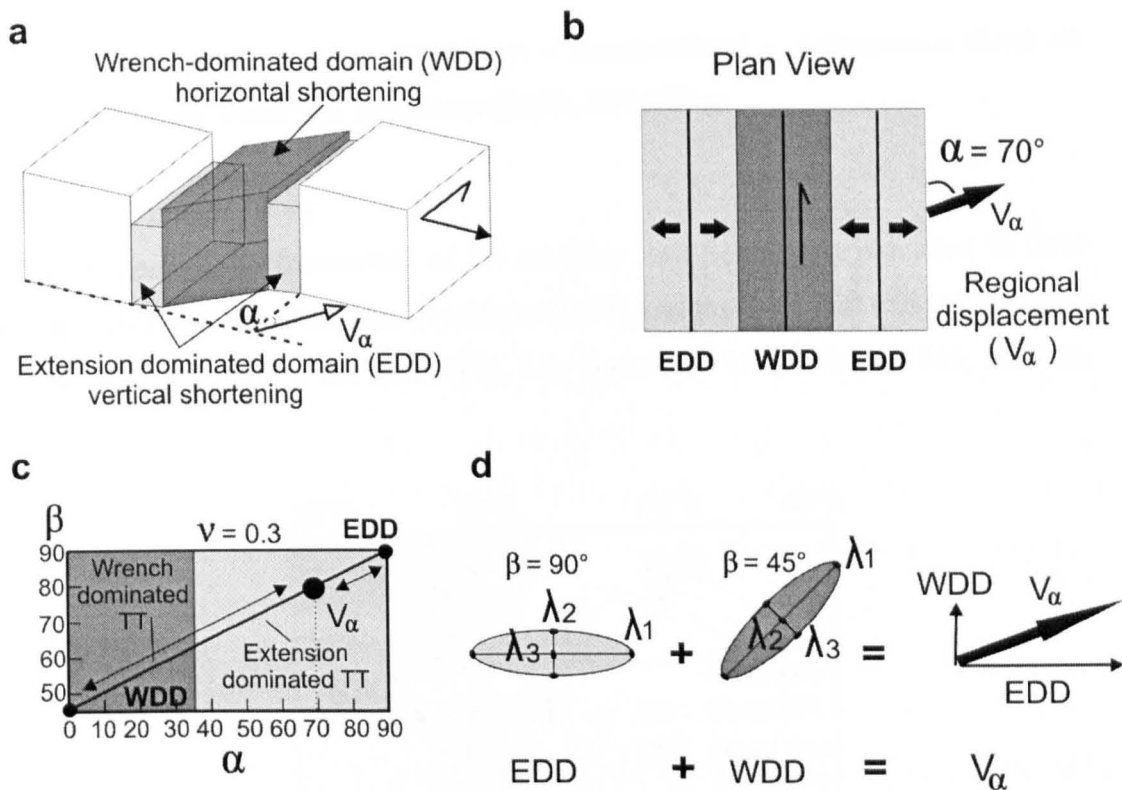 a
Wrench-dominated domain (WDD)
horizontal shortening
α
Vα
Extension dominated domain (EDD)
vertical shortening
b
Plan View
α = 70°
Vα
Regional
displacement
( Vα )
EDD WDD EDD
c
β
ν = 0.3
EDD
90
80
70
60
50
Wrench
dominated
TT
Vα
Extension
dominated TT
WDD
0 10 20 30 40 50 60 70 80 90
α
d
β = 90°
λ2
λ3
λ1
+
β = 45°
λ1
λ2
λ3
=
WDD
Vα
EDD
EDD + WDD = Vα